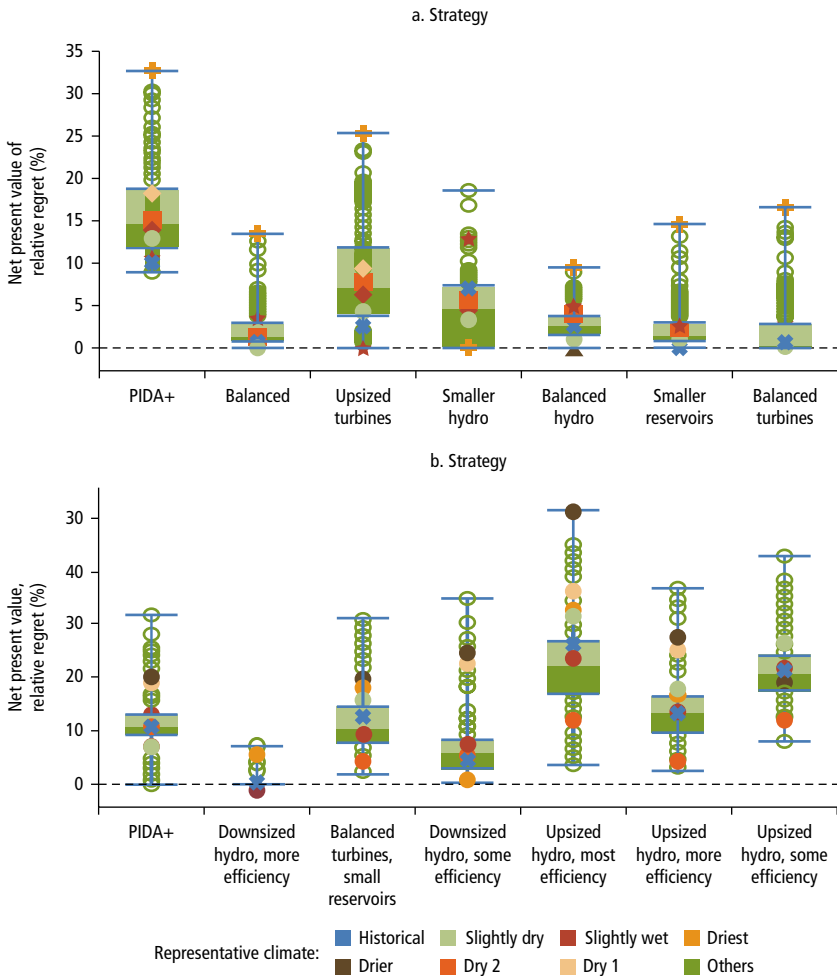 a. Strategy
Net present value of
relative regret (%)
35
30
25
20
15
10
5
0
PIDA+
Balanced
Upsized
turbines
Smaller
hydro
Balanced
hydro
Smaller
reservoirs
Balanced
turbines
b. Strategy
Net present value,
relative regret (%)
30
40
30
20
10
0
PIDA+
Downsized
hydro, more
efficiency
Balanced
turbines,
small
reservoirs
Downsized
hydro, some
efficiency
Upsized
hydro, most
efficiency
Upsized
hydro, more
efficiency
Upsized
hydro, some
efficiency
Representative climate:
Historical
Slightly dry
Slightly wet
Driest
Drier
Dry 2
Dry 1
Others